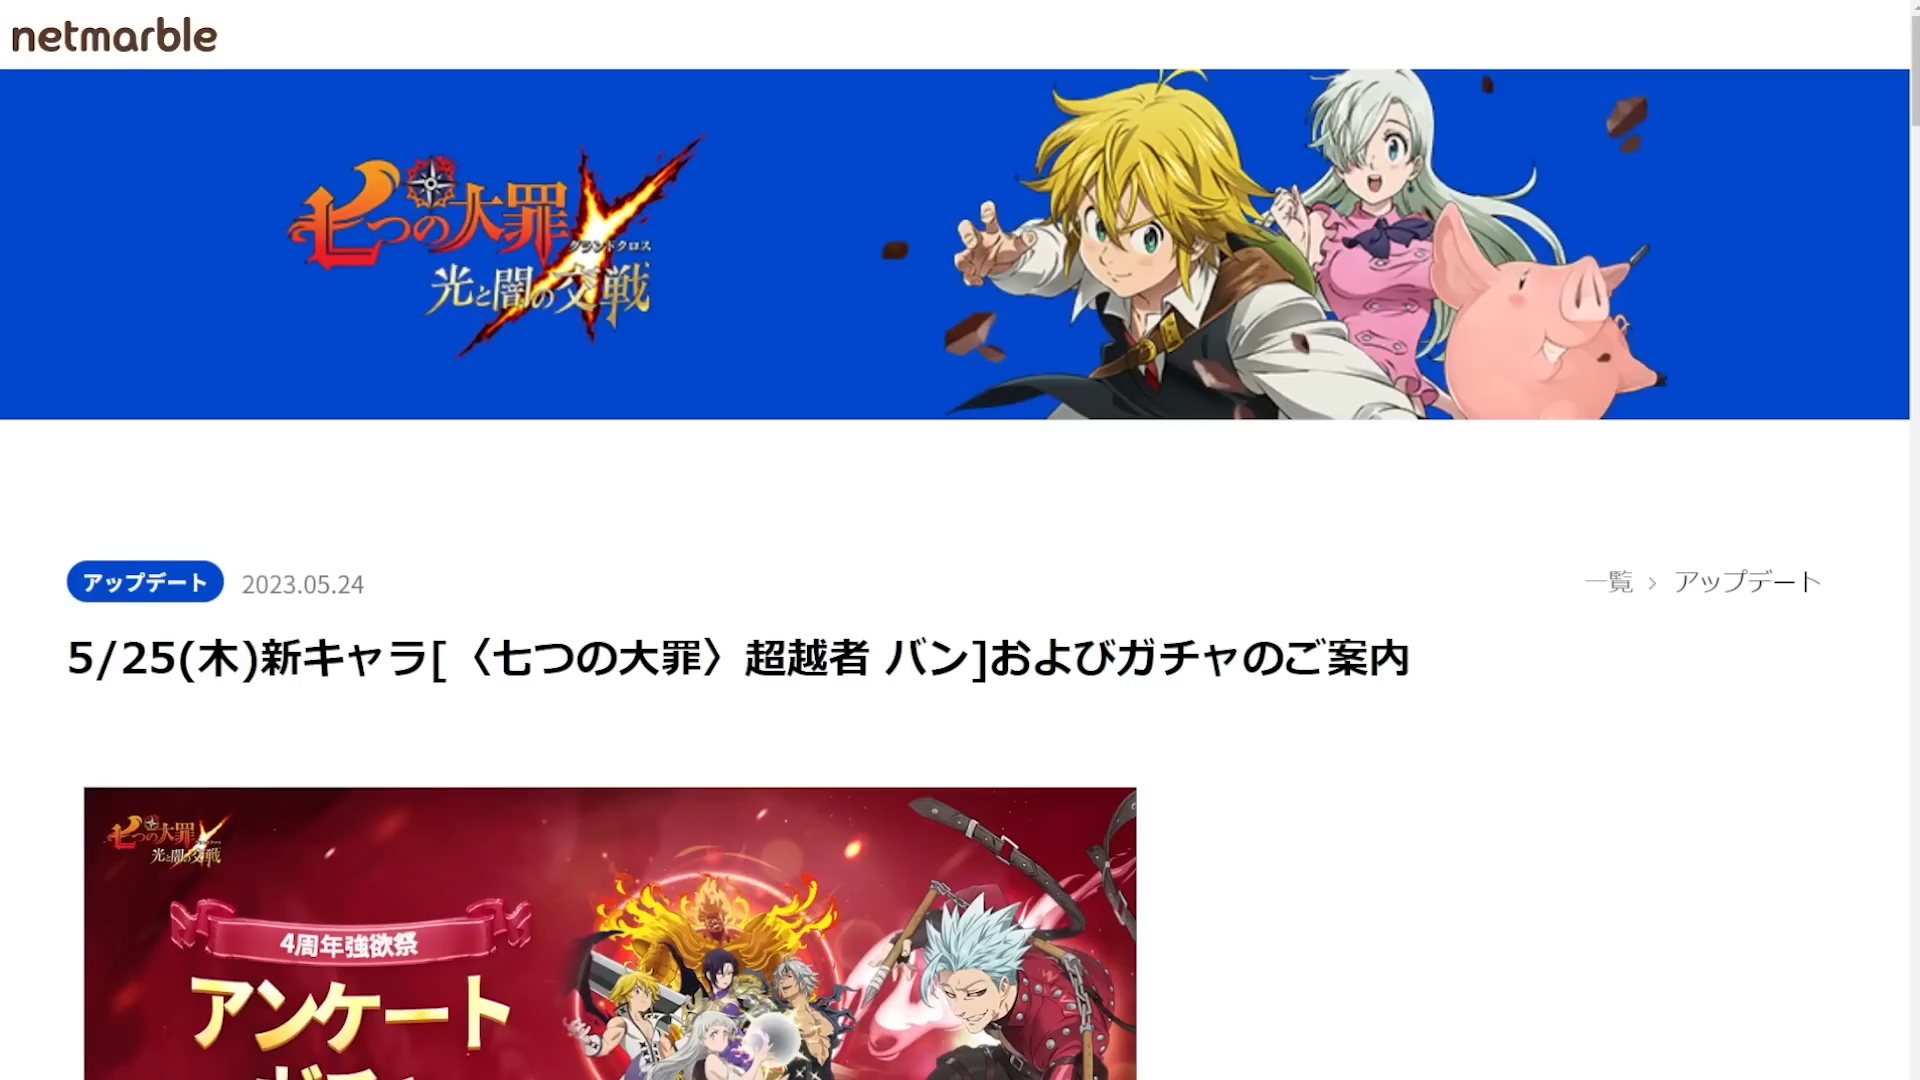 netmarble
七つの大罪
グランドクロス
光と闇の交戦
アップデート 2023.05.24
一覧 › アップデート
5/25(木)新キャラ[〈七つの大罪〉超越者 バン]およびガチャのご案内
七つの大罪
光と闇の交戦
4周年強欲祭
アンケート